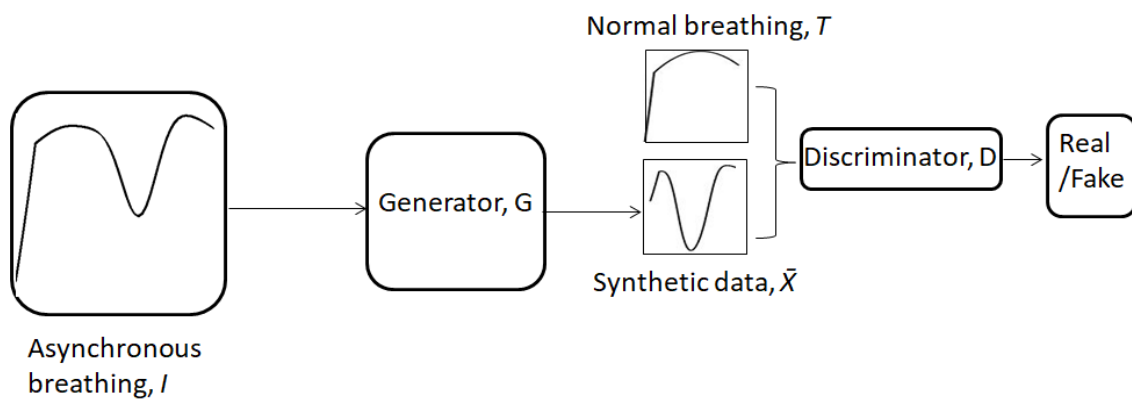 Normal breathing, T
Generator, G
Discriminator, D
Real
/Fake
Synthetic data, X̄
Asynchronous
breathing, I